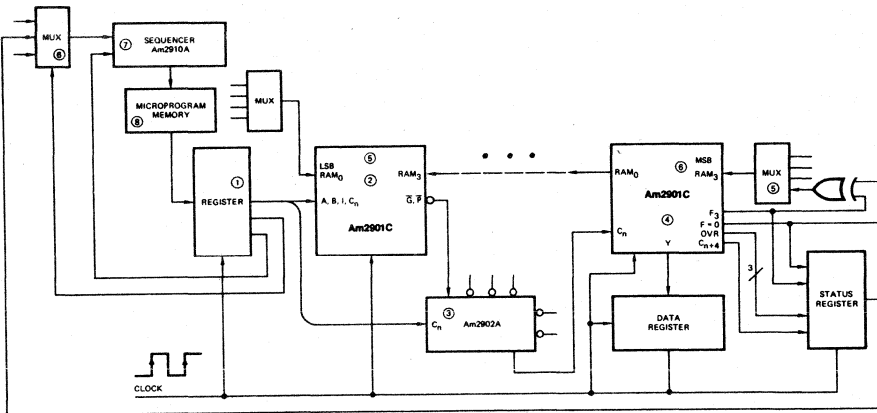 MUX
⑥
⑦
SEQUENCER
Am2910A
MICROPROGRAM
MEMORY
⑧
MUX
①
REGISTER
⑤
LSB
RAM0
②
RAM3
A, B, I, Cn
G, P
Am2901C
③
Cn
Am2902A
⑥
MSB
RAM0
RAM3
Am2901C
④
F3
F = 0
OVR
Cn+4
Cn
Y
MUX
⑤
3
DATA
REGISTER
STATUS
REGISTER
CLOCK